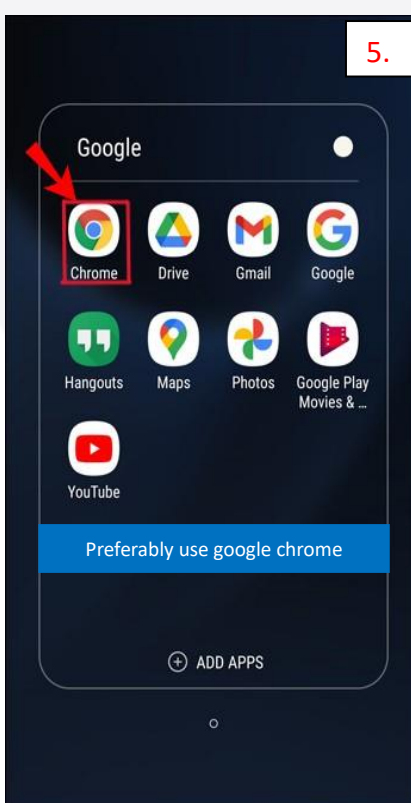 5.
Google
Chrome Drive Gmail Google
Hangouts Maps Photos Google Play
Movies & ...
YouTube
Preferably use google chrome
ADD APPS